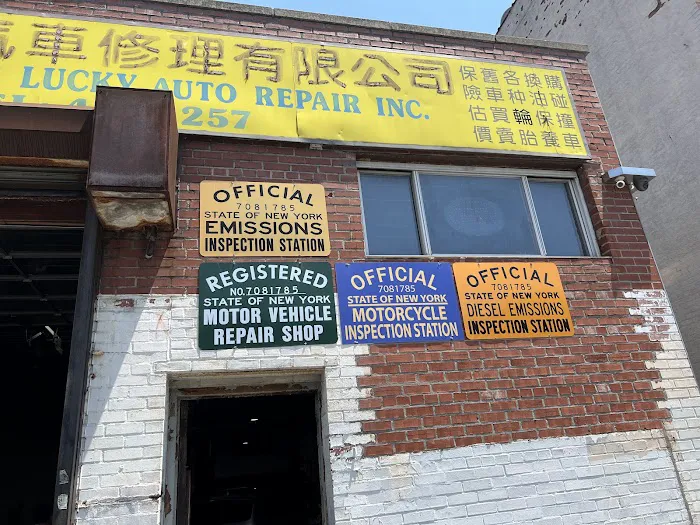 車修理有限公司
LUCKY AUTO REPAIR INC.
257
保險估價
舊車買賣
各种輪胎
換油保養
購碰撞車
OFFICIAL
7081785
STATE OF NEW YORK
EMISSIONS
INSPECTION STATION
REGISTERED
NO.7081785
STATE OF NEW YORK
MOTOR VEHICLE
REPAIR SHOP
OFFICIAL
7081785
STATE OF NEW YORK
MOTORCYCLE
INSPECTION STATION
OFFICIAL
7081785
STATE OF NEW YORK
DIESEL EMISSIONS
INSPECTION STATION